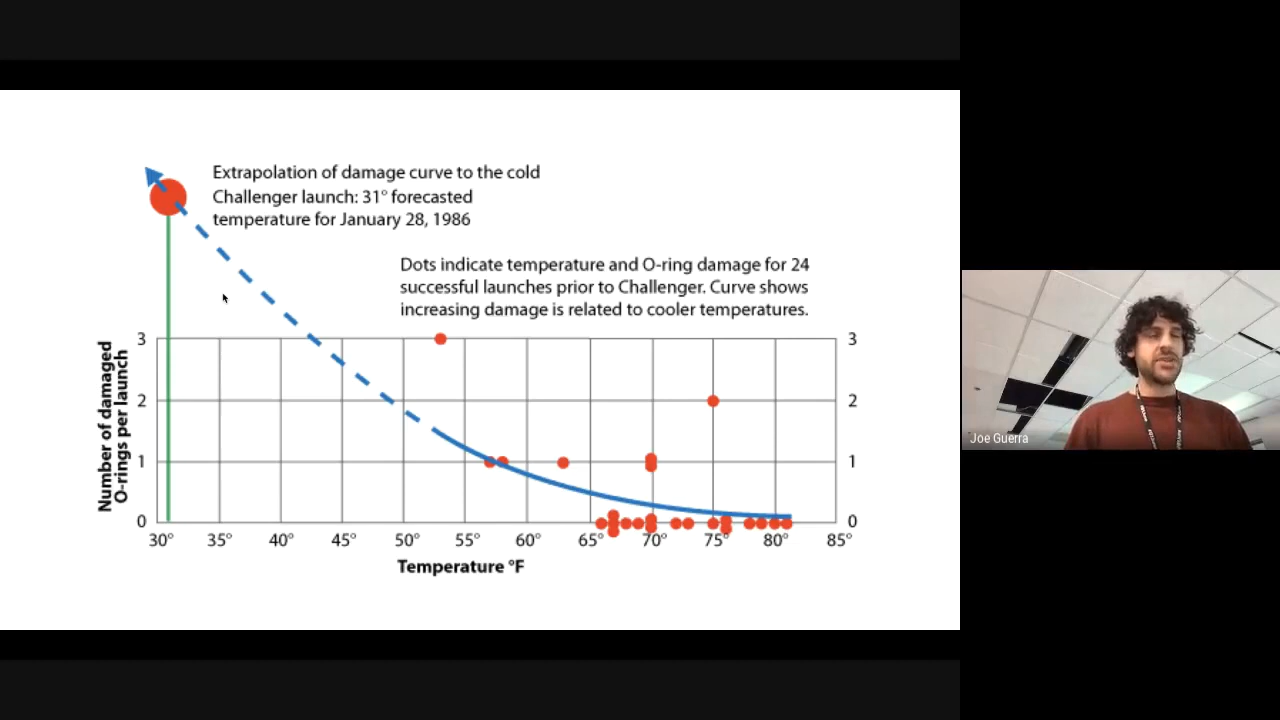 Extrapolation of damage curve to the cold
Challenger launch: 31° forecasted
temperature for January 28, 1986
Dots indicate temperature and O-ring damage for 24
successful launches prior to Challenger. Curve shows
increasing damage is related to cooler temperatures.
Number of damaged
O-rings per launch
3 3
2 2
1 1
0 0
30° 35° 40° 45° 50° 55° 60° 65° 70° 75° 80° 85°
Temperature °F
Joe Guerra